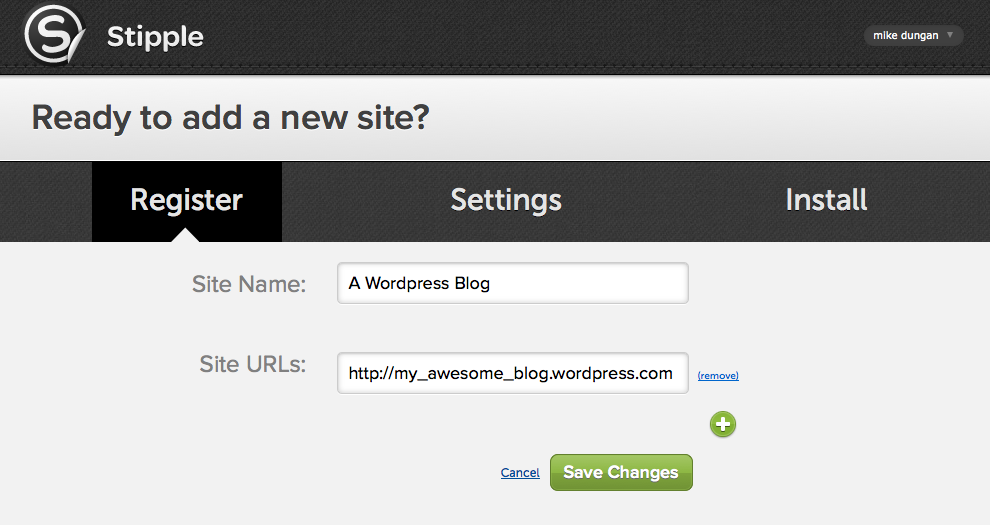 S Stipple
mike dungan
Ready to add a new site?
Register Settings Install
Site Name: A Wordpress Blog
Site URLs: http://my_awesome_blog.wordpress.com (remove)
Cancel Save Changes